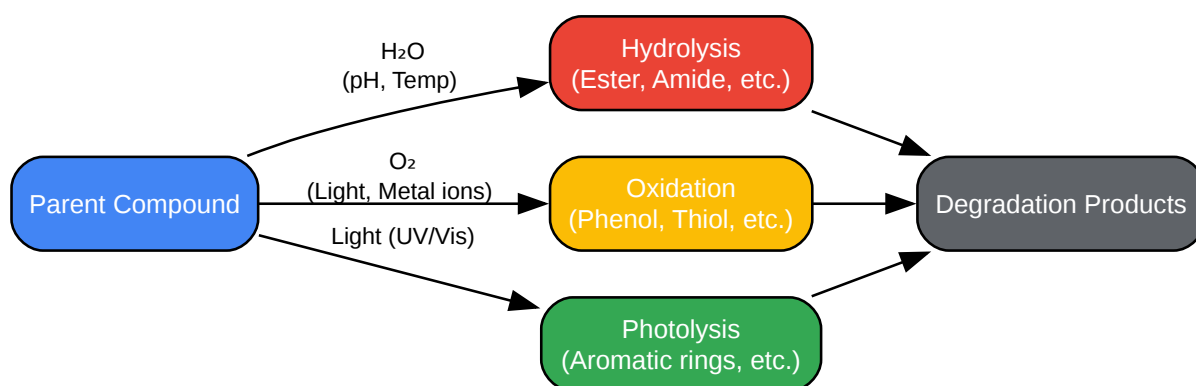 Parent Compound
H₂O
(pH, Temp)
O₂
(Light, Metal ions)
Light (UV/Vis)
Hydrolysis
(Ester, Amide, etc.)
Oxidation
(Phenol, Thiol, etc.)
Photolysis
(Aromatic rings, etc.)
Degradation Products